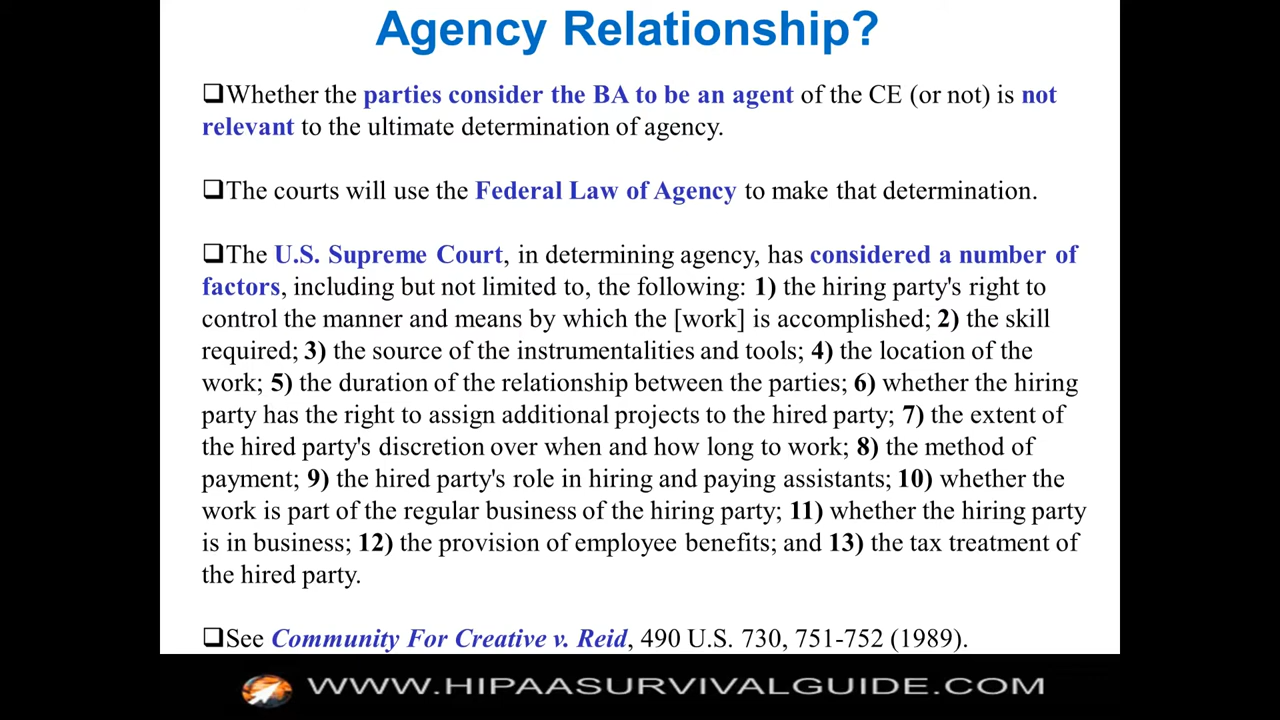 Agency Relationship?
❑Whether the parties consider the BA to be an agent of the CE (or not) is not
relevant to the ultimate determination of agency.
❑The courts will use the Federal Law of Agency to make that determination.
❑The U.S. Supreme Court, in determining agency, has considered a number of
factors, including but not limited to, the following: 1) the hiring party's right to
control the manner and means by which the [work] is accomplished; 2) the skill
required; 3) the source of the instrumentalities and tools; 4) the location of the
work; 5) the duration of the relationship between the parties; 6) whether the hiring
party has the right to assign additional projects to the hired party; 7) the extent of
the hired party's discretion over when and how long to work; 8) the method of
payment; 9) the hired party's role in hiring and paying assistants; 10) whether the
work is part of the regular business of the hiring party; 11) whether the hiring party
is in business; 12) the provision of employee benefits; and 13) the tax treatment of
the hired party.
❑See Community For Creative v. Reid, 490 U.S. 730, 751-752 (1989).
WWW.HIPAASURVIVALGUIDE.COM